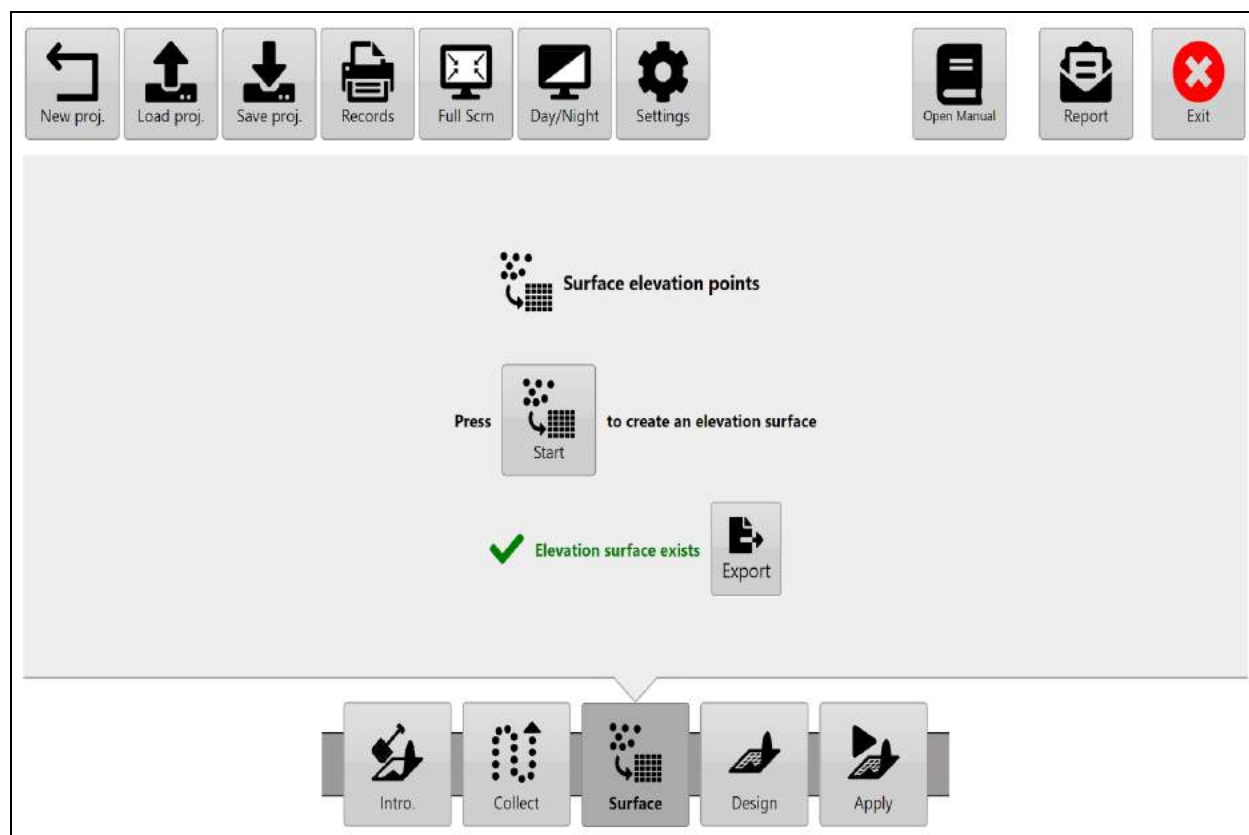 New proj.
Load proj.
Save proj.
Records
Full Scrn
Day/Night
Settings
Open Manual
Report
Exit
Surface elevation points
Press
Start
to create an elevation surface
Elevation surface exists
Export
Intro.
Collect
Surface
Design
Apply